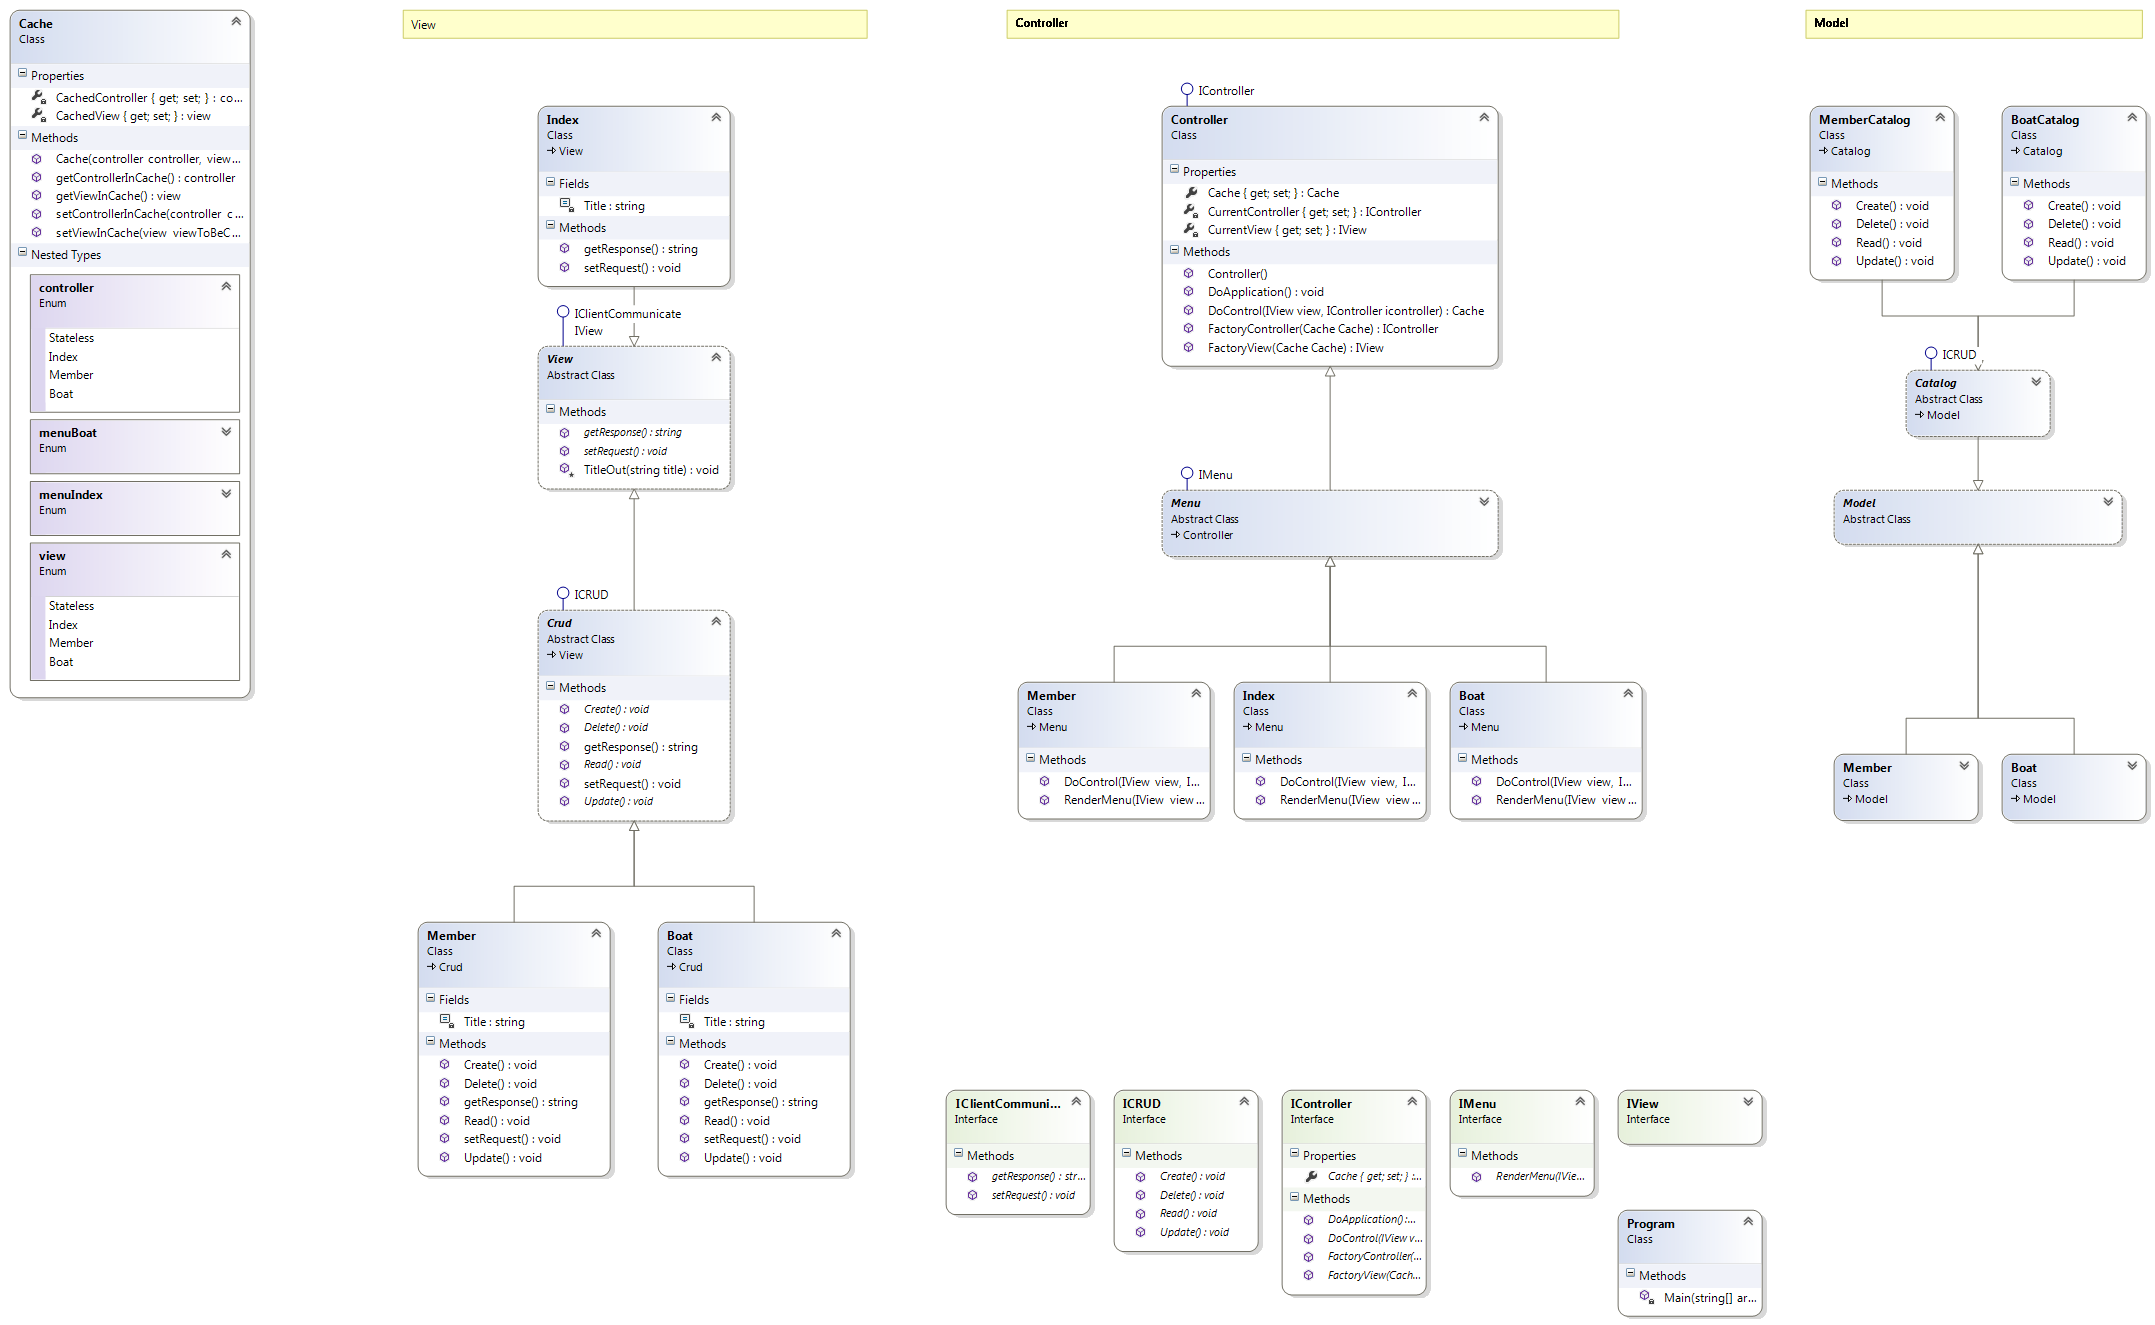 Cache
Class
Properties
CachedController { get; set; } : co...
CachedView { get; set; } : view
Methods
Cache(controller controller, view...
getControllerInCache() : controller
getViewInCache() : view
setControllerInCache(controller c...
setViewInCache(view viewToBeC...
Nested Types
controller
Enum
Stateless
Index
Member
Boat
menuBoat
Enum
menuIndex
Enum
view
Enum
Stateless
Index
Member
Boat
View
Index
Class
View
Fields
Title : string
Methods
getResponse() : string
setRequest() : void
IClientCommunicate
IView
View
Abstract Class
Methods
getResponse() : string
setRequest() : void
TitleOut(string title) : void
ICRUD
Crud
Abstract Class
View
Methods
Create() : void
Delete() : void
getResponse() : string
Read() : void
setRequest() : void
Update() : void
Member
Class
Crud
Fields
Title : string
Methods
Create() : void
Delete() : void
getResponse() : string
Read() : void
setRequest() : void
Update() : void
Boat
Class
Crud
Fields
Title : string
Methods
Create() : void
Delete() : void
getResponse() : string
Read() : void
setRequest() : void
Update() : void
Controller
IController
Controller
Class
Properties
Cache { get; set; } : Cache
CurrentController { get; set; } : IController
CurrentView { get; set; } : IView
Methods
Controller()
DoApplication() : void
DoControl(IView view, IController icontroller) : Cache
FactoryController(Cache Cache) : IController
FactoryView(Cache Cache) : IView
IMenu
Menu
Abstract Class
Controller
Member
Class
Menu
Methods
DoControl(IView view, I...
RenderMenu(IView view ...
Index
Class
Menu
Methods
DoControl(IView view, I...
RenderMenu(IView view ...
Boat
Class
Menu
Methods
DoControl(IView view, I...
RenderMenu(IView view ...
Model
MemberCatalog
Class
Catalog
Methods
Create() : void
Delete() : void
Read() : void
Update() : void
BoatCatalog
Class
Catalog
Methods
Create() : void
Delete() : void
Read() : void
Update() : void
ICRUD
Catalog
Abstract Class
Model
Model
Abstract Class
Member
Class
Model
Boat
Class
Model
IClientCommuni...
Interface
Methods
getResponse() : str...
setRequest() : void
ICRUD
Interface
Methods
Create() : void
Delete() : void
Read() : void
Update() : void
IController
Interface
Properties
Cache { get; set; } :...
Methods
DoApplication() :...
DoControl(IView v...
FactoryController(...
FactoryView(Cach...
IMenu
Interface
Methods
RenderMenu(IVie...
IView
Interface
Program
Class
Methods
Main(string[] ar...